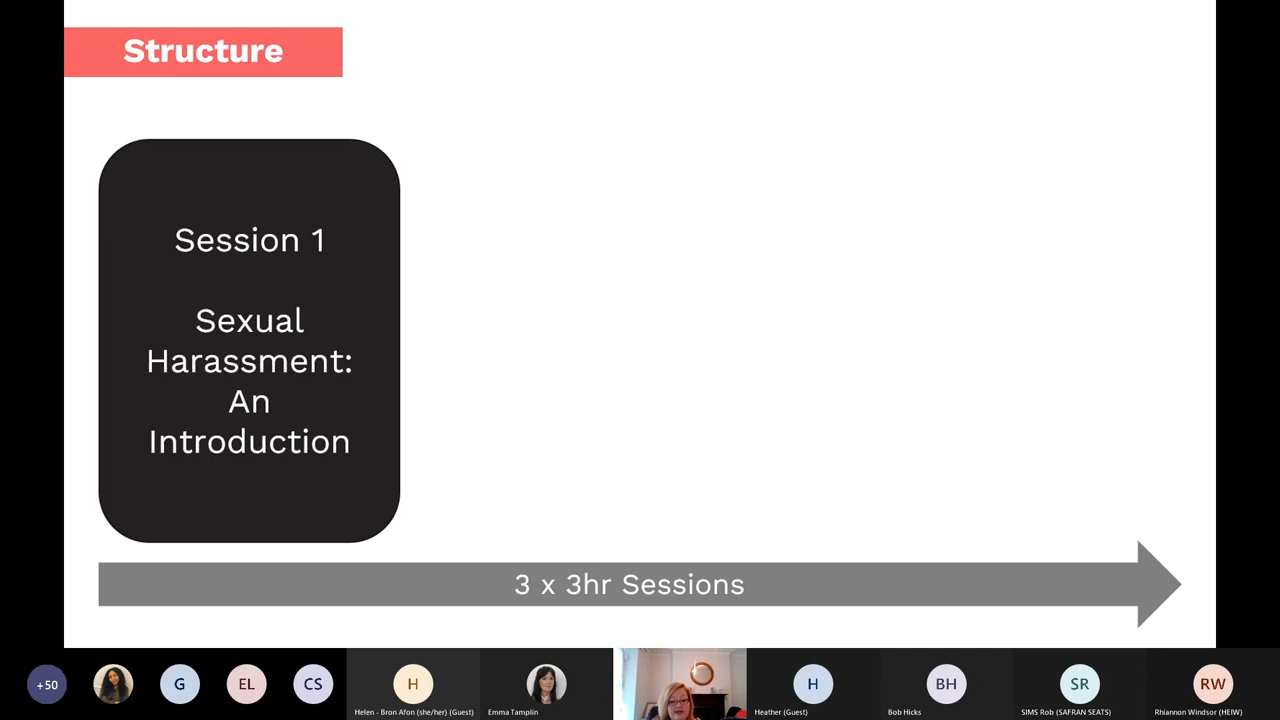 Structure
Session 1
Sexual
Harassment:
An
Introduction
3 x 3hr Sessions
+50
G
EL
CS
H
Helen - Bron Afon (she/her) (Guest)
Emma Tamplin
H
Heather (Guest)
BH
Bob Hicks
SR
SIMS Rob (SAFRAN SEATS)
RW
Rhiannon Windsor (HEIW)